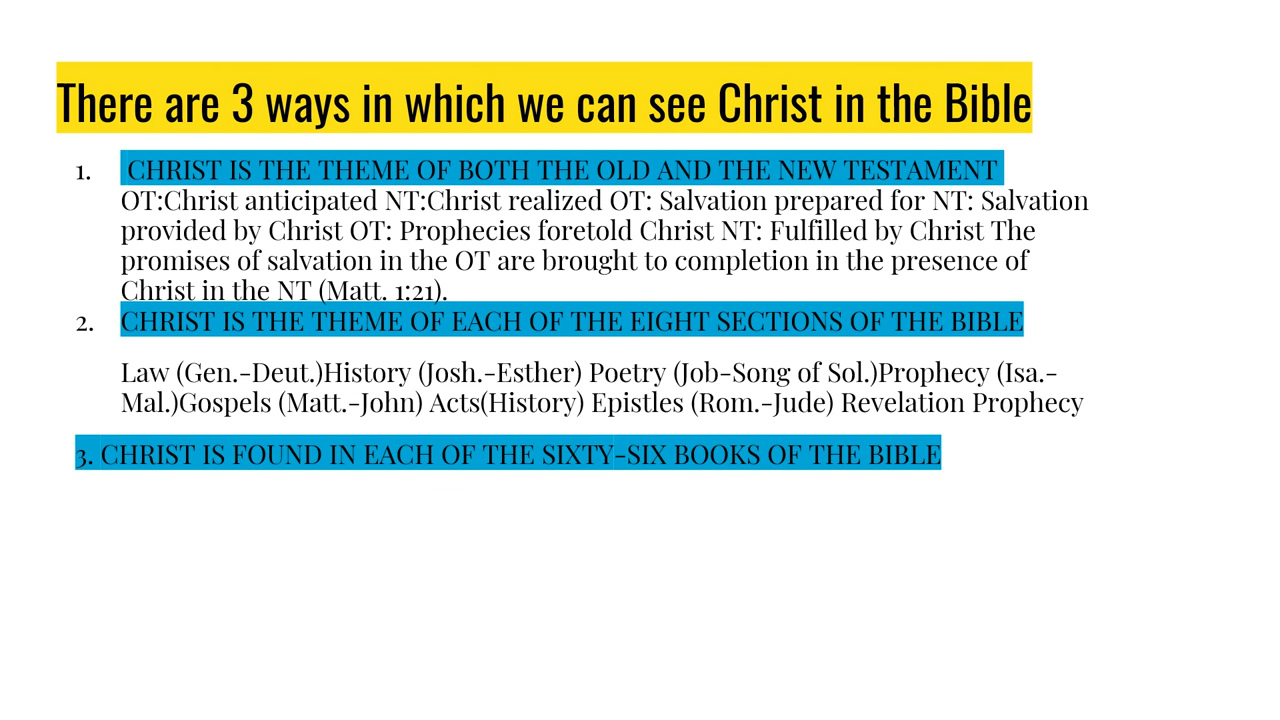 There are 3 ways in which we can see Christ in the Bible
1. CHRIST IS THE THEME OF BOTH THE OLD AND THE NEW TESTAMENT
OT:Christ anticipated NT:Christ realized OT: Salvation prepared for NT: Salvation
provided by Christ OT: Prophecies foretold Christ NT: Fulfilled by Christ The
promises of salvation in the OT are brought to completion in the presence of
Christ in the NT (Matt. 1:21).
2. CHRIST IS THE THEME OF EACH OF THE EIGHT SECTIONS OF THE BIBLE
Law (Gen.-Deut.)History (Josh.-Esther) Poetry (Job-Song of Sol.)Prophecy (Isa.-
Mal.)Gospels (Matt.-John) Acts(History) Epistles (Rom.-Jude) Revelation Prophecy
3. CHRIST IS FOUND IN EACH OF THE SIXTY-SIX BOOKS OF THE BIBLE